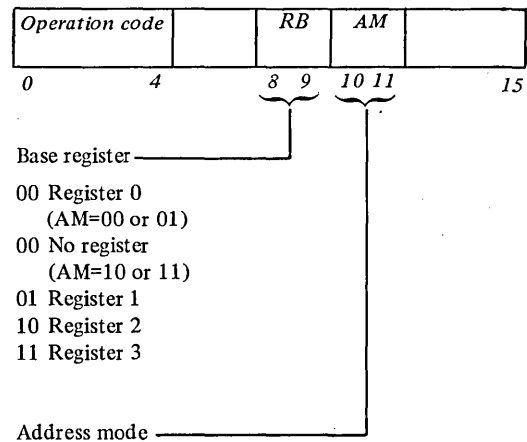 Operation code RB AM
0 4 8 9 10 11 15
Base register
00 Register 0
(AM=00 or 01)
00 No register
(AM=10 or 11)
01 Register 1
10 Register 2
11 Register 3
Address mode